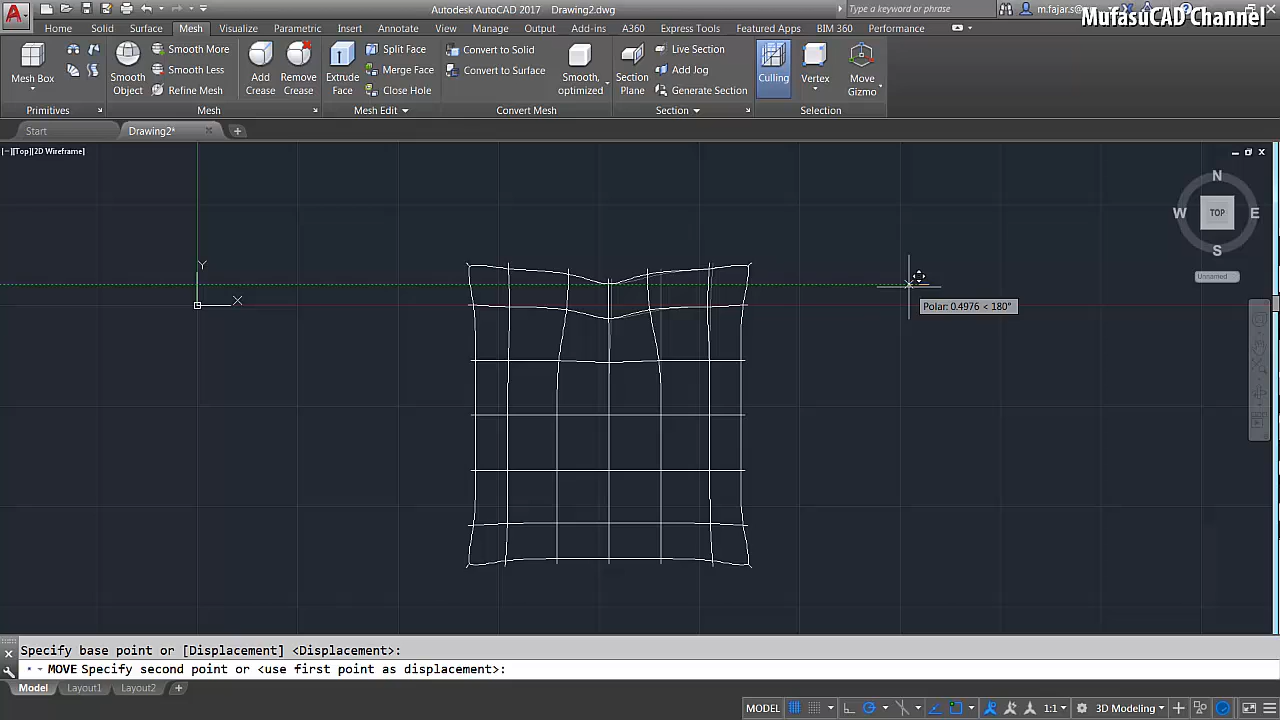 Autodesk AutoCAD 2017 Drawing2.dwg
Type a keyword or phrase
m.fajar.s
MufasuCAD Channel
Home Solid Surface Mesh Visualize Parametric Insert Annotate View Manage Output Add-ins A360 Express Tools Featured Apps BIM 360 Performance
Mesh Box
Smooth Object
Smooth More
Smooth Less
Refine Mesh
Add Crease
Remove Crease
Extrude Face
Split Face
Merge Face
Close Hole
Convert to Solid
Convert to Surface
Smooth, optimized
Section Plane
Live Section
Add Jog
Generate Section
Culling
Vertex
Move Gizmo
Primitives Mesh Mesh Edit Convert Mesh Section Selection
Start Drawing2*
[−][Top][2D Wireframe]
N
W TOP E
S
Unnamed
Y
X
Polar: 0.4976 < 180°
Specify base point or [Displacement] <Displacement>:
MOVE Specify second point or <use first point as displacement>:
Model Layout1 Layout2
MODEL 1:1 3D Modeling